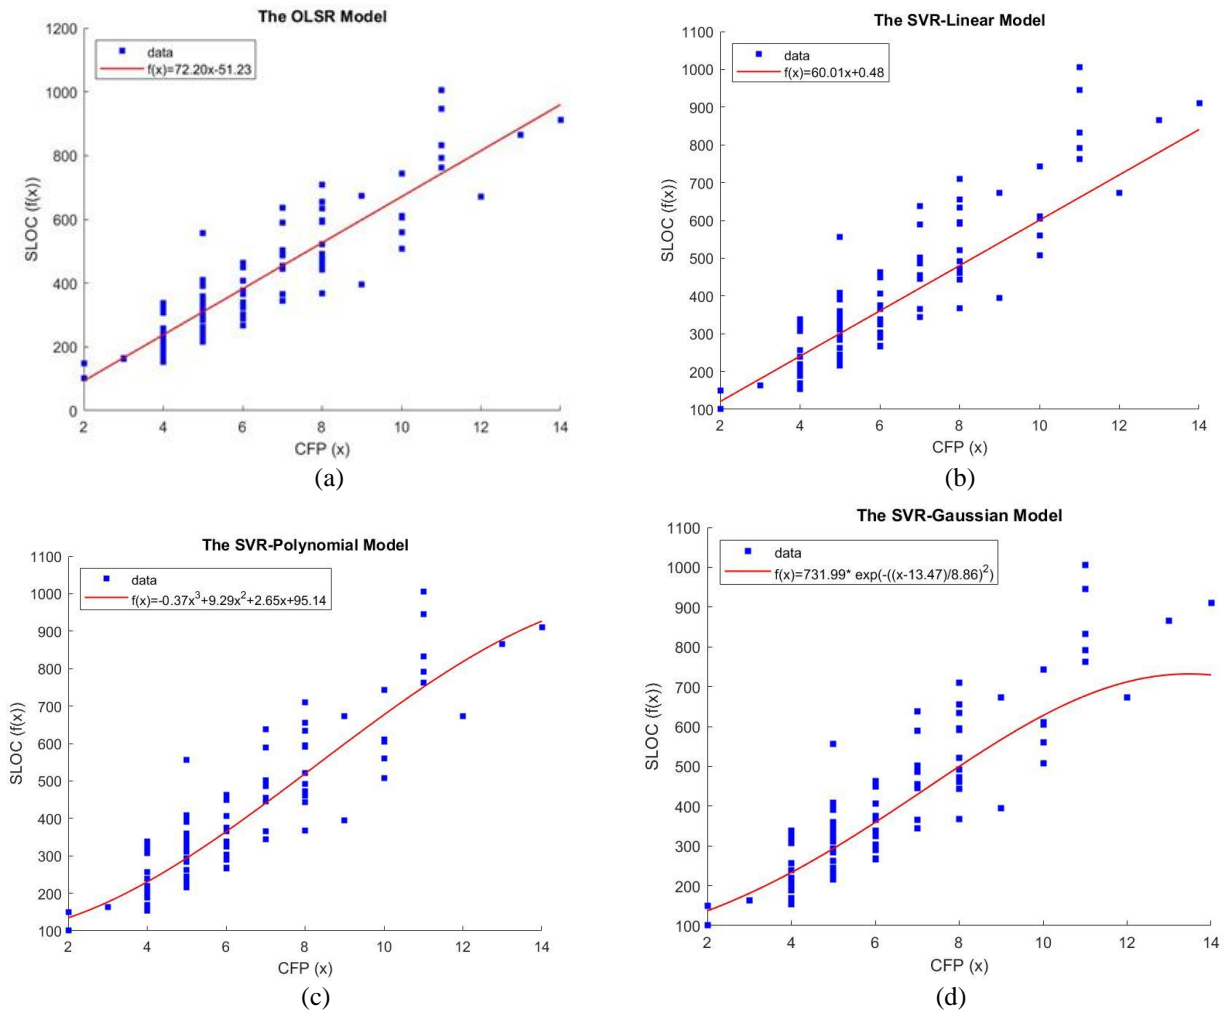 The OLSR Model
1200
1000
800
600
400
200
0
SLOC (f(x))
data
f(x)=72.20x-51.23
2 4 6 8 10 12 14
CFP (x)
(a)
The SVR-Linear Model
1100
1000
900
800
700
600
500
400
300
200
100
SLOC (f(x))
data
f(x)=60.01x+0.48
2 4 6 8 10 12 14
CFP (x)
(b)
The SVR-Polynomial Model
1100
1000
900
800
700
600
500
400
300
200
100
SLOC (f(x))
data
f(x)=-0.37x³+9.29x²+2.65x+95.14
2 4 6 8 10 12 14
CFP (x)
(c)
The SVR-Gaussian Model
1100
1000
900
800
700
600
500
400
300
200
100
SLOC (f(x))
data
f(x)=731.99* exp(-((x-13.47)/8.86)²)
2 4 6 8 10 12 14
CFP (x)
(d)